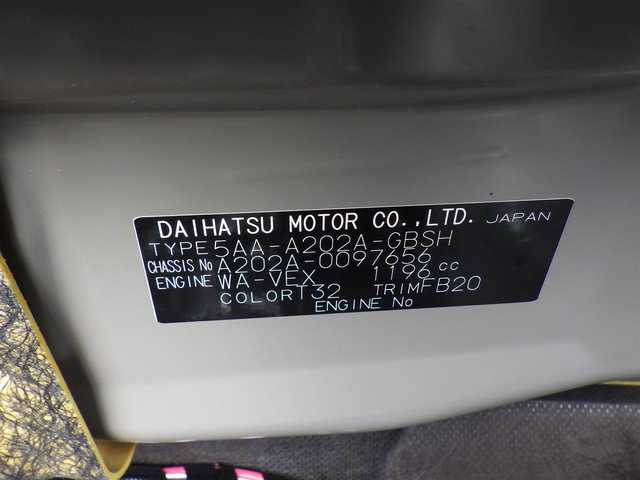 DAIHATSU MOTOR CO.,LTD. JAPAN
TYPE 5AA-A202A-GBSH
CHASSIS No A202A-0097656
ENGINE WA-VEX 1196 cc
COLOR T32 TRIM FB20
ENGINE No